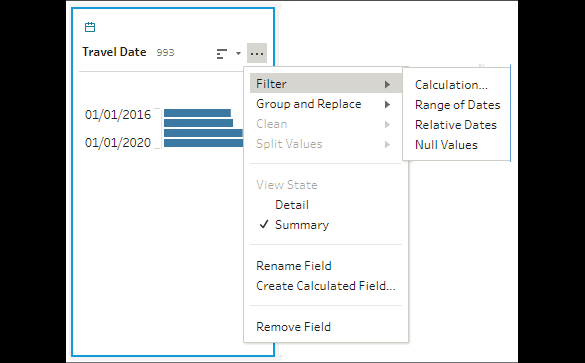 Travel Date 993
01/01/2016
01/01/2020
Filter
Group and Replace
Clean
Split Values
View State
Detail
Summary
Rename Field
Create Calculated Field...
Remove Field
Calculation...
Range of Dates
Relative Dates
Null Values